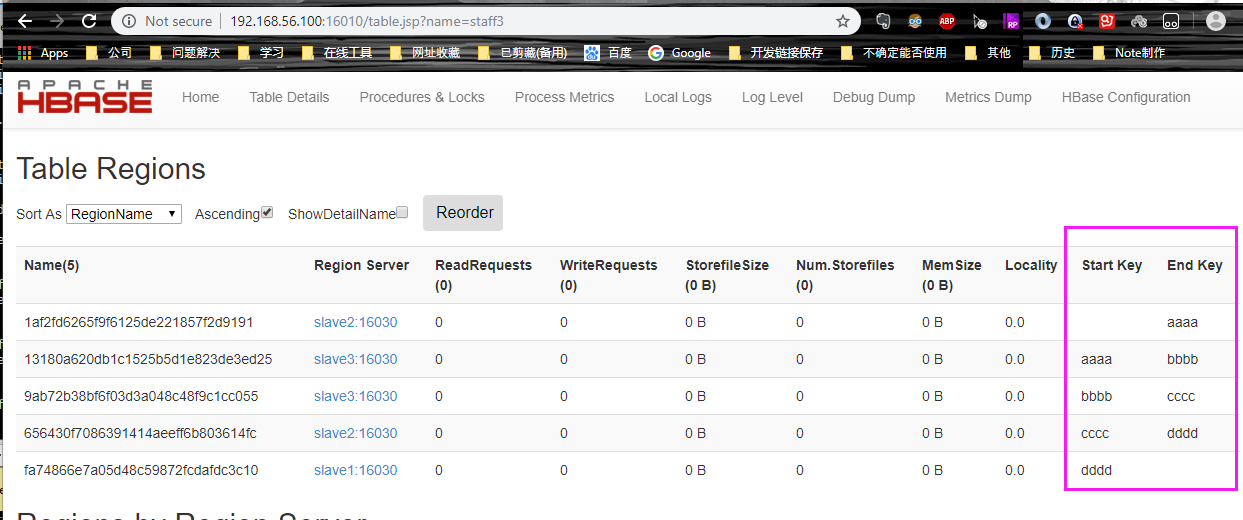 Not secure | 192.168.56.100:16010/table.jsp?name=staff3
Apps 公司 问题解决 学习 在线工具 网址收藏 已剪藏(备用) 百度 Google 开发链接保存 不确定能否使用 其他 历史 Note制作
APACHE HBASE Home Table Details Procedures & Locks Process Metrics Local Logs Log Level Debug Dump Metrics Dump HBase Configuration
Table Regions
Sort As RegionName Ascending ShowDetailName Reorder
Name(5) Region Server ReadRequests (0) WriteRequests (0) StorefileSize (0 B) Num.Storefiles (0) MemSize (0 B) Locality Start Key End Key
1af2fd6265f9f6125de221857f2d9191 slave2:16030 0 0 0 B 0 0 B 0.0 aaaa
13180a620db1c1525b5d1e823de3ed25 slave3:16030 0 0 0 B 0 0 B 0.0 aaaa bbbb
9ab72b38bf6f03d3a048c48f9c1cc055 slave3:16030 0 0 0 B 0 0 B 0.0 bbbb cccc
656430f7086391414aeeff6b803614fc slave2:16030 0 0 0 B 0 0 B 0.0 cccc dddd
fa74866e7a05d48c59872fcdafdc3c10 slave1:16030 0 0 0 B 0 0 B 0.0 dddd
Regions by Region Server